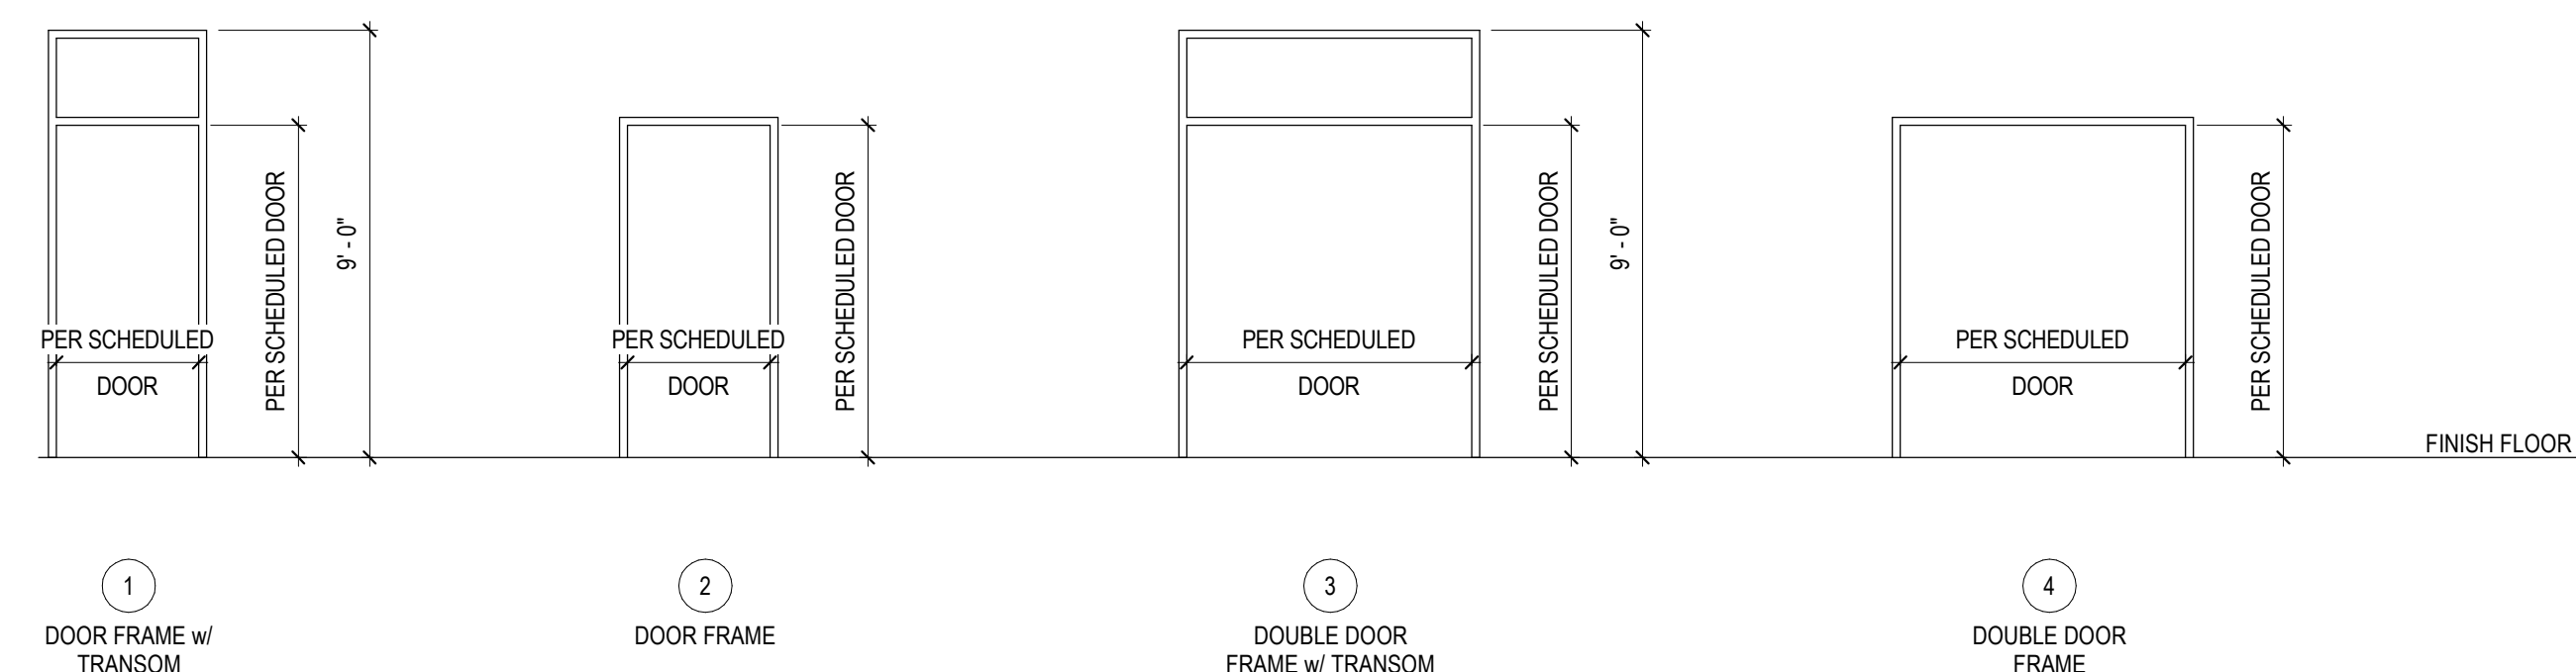 PER SCHEDULED
DOOR
PER SCHEDULED DOOR
9' - 0"
PER SCHEDULED
DOOR
PER SCHEDULED DOOR
PER SCHEDULED
DOOR
PER SCHEDULED DOOR
9' - 0"
PER SCHEDULED
DOOR
PER SCHEDULED DOOR
FINISH FLOOR
1
DOOR FRAME w/
TRANSOM
2
DOOR FRAME
3
DOUBLE DOOR
FRAME w/ TRANSOM
4
DOUBLE DOOR
FRAME